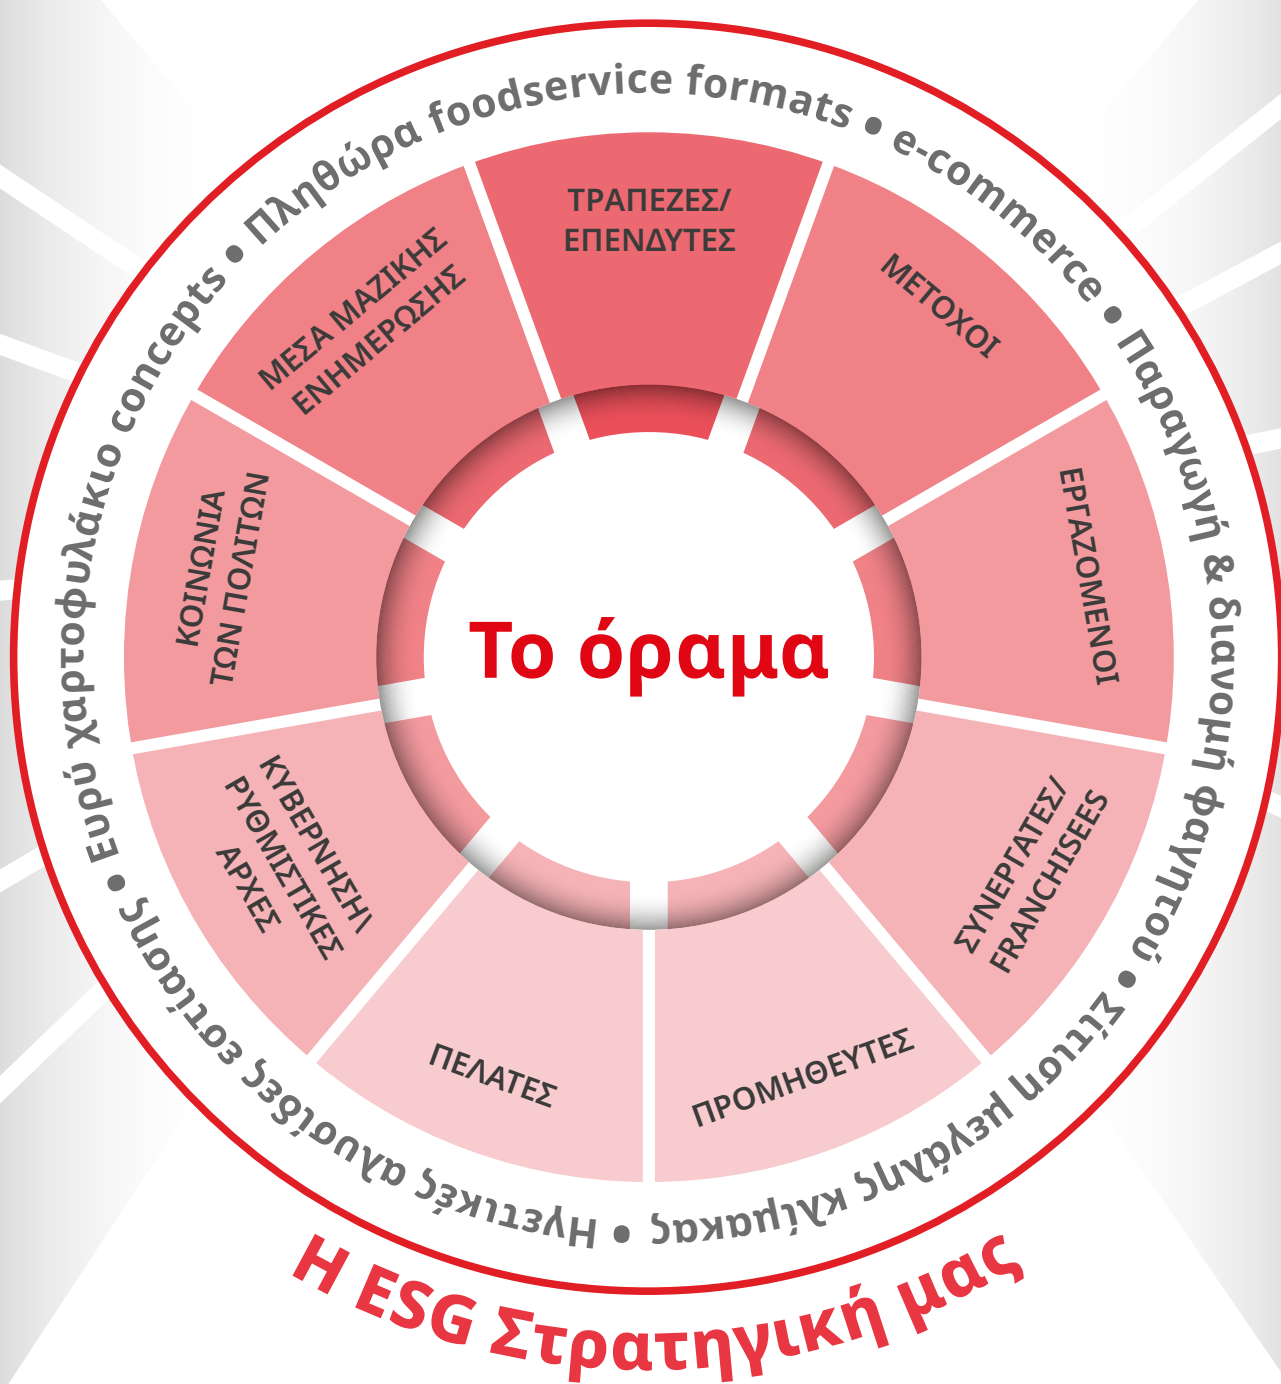 Πληθώρα foodservice formats • e-commerce • Παραγωγή & διανομή φαγητού • Σίτιση μεγάλης κλίμακας • Ηγετικές αλυσίδες εστίασης • Ευρύ χαρτοφυλάκιο concepts •
ΤΡΑΠΕΖΕΣ/
ΕΠΕΝΔΥΤΕΣ
ΜΕΤΟΧΟΙ
ΕΡΓΑΖΟΜΕΝΟΙ
ΣΥΝΕΡΓΑΤΕΣ/
FRANCHISEES
ΠΡΟΜΗΘΕΥΤΕΣ
ΠΕΛΑΤΕΣ
ΚΥΒΕΡΝΗΣΗ\
ΡΥΘΜΙΣΤΙΚΕΣ
ΑΡΧΕΣ
ΚΟΙΝΩΝΙΑ
ΤΩΝ ΠΟΛΙΤΩΝ
ΜΕΣΑ ΜΑΖΙΚΗΣ
ΕΝΗΜΕΡΩΣΗΣ
Το όραμα
Η ESG Στρατηγική μας